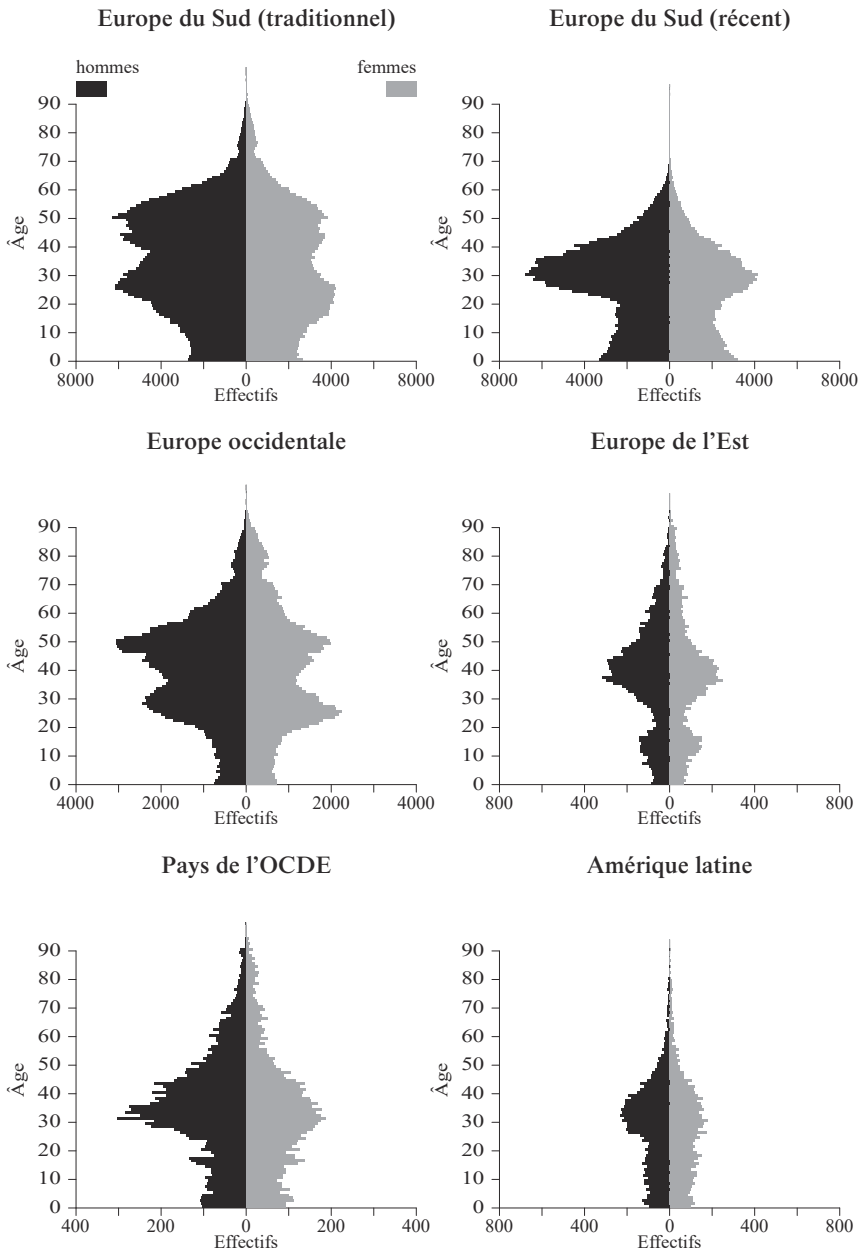 Europe du Sud (traditionnel)
hommes
femmes
Âge
90
80
70
60
50
40
30
20
10
0
8000 4000 0 4000 8000
Effectifs
Europe du Sud (récent)
Âge
90
80
70
60
50
40
30
20
10
0
8000 4000 0 4000 8000
Effectifs
Europe occidentale
Âge
90
80
70
60
50
40
30
20
10
0
4000 2000 0 2000 4000
Effectifs
Europe de l'Est
Âge
90
80
70
60
50
40
30
20
10
0
800 400 0 400 800
Effectifs
Pays de l'OCDE
Âge
90
80
70
60
50
40
30
20
10
0
400 200 0 200 400
Effectifs
Amérique latine
Âge
90
80
70
60
50
40
30
20
10
0
800 400 0 400 800
Effectifs